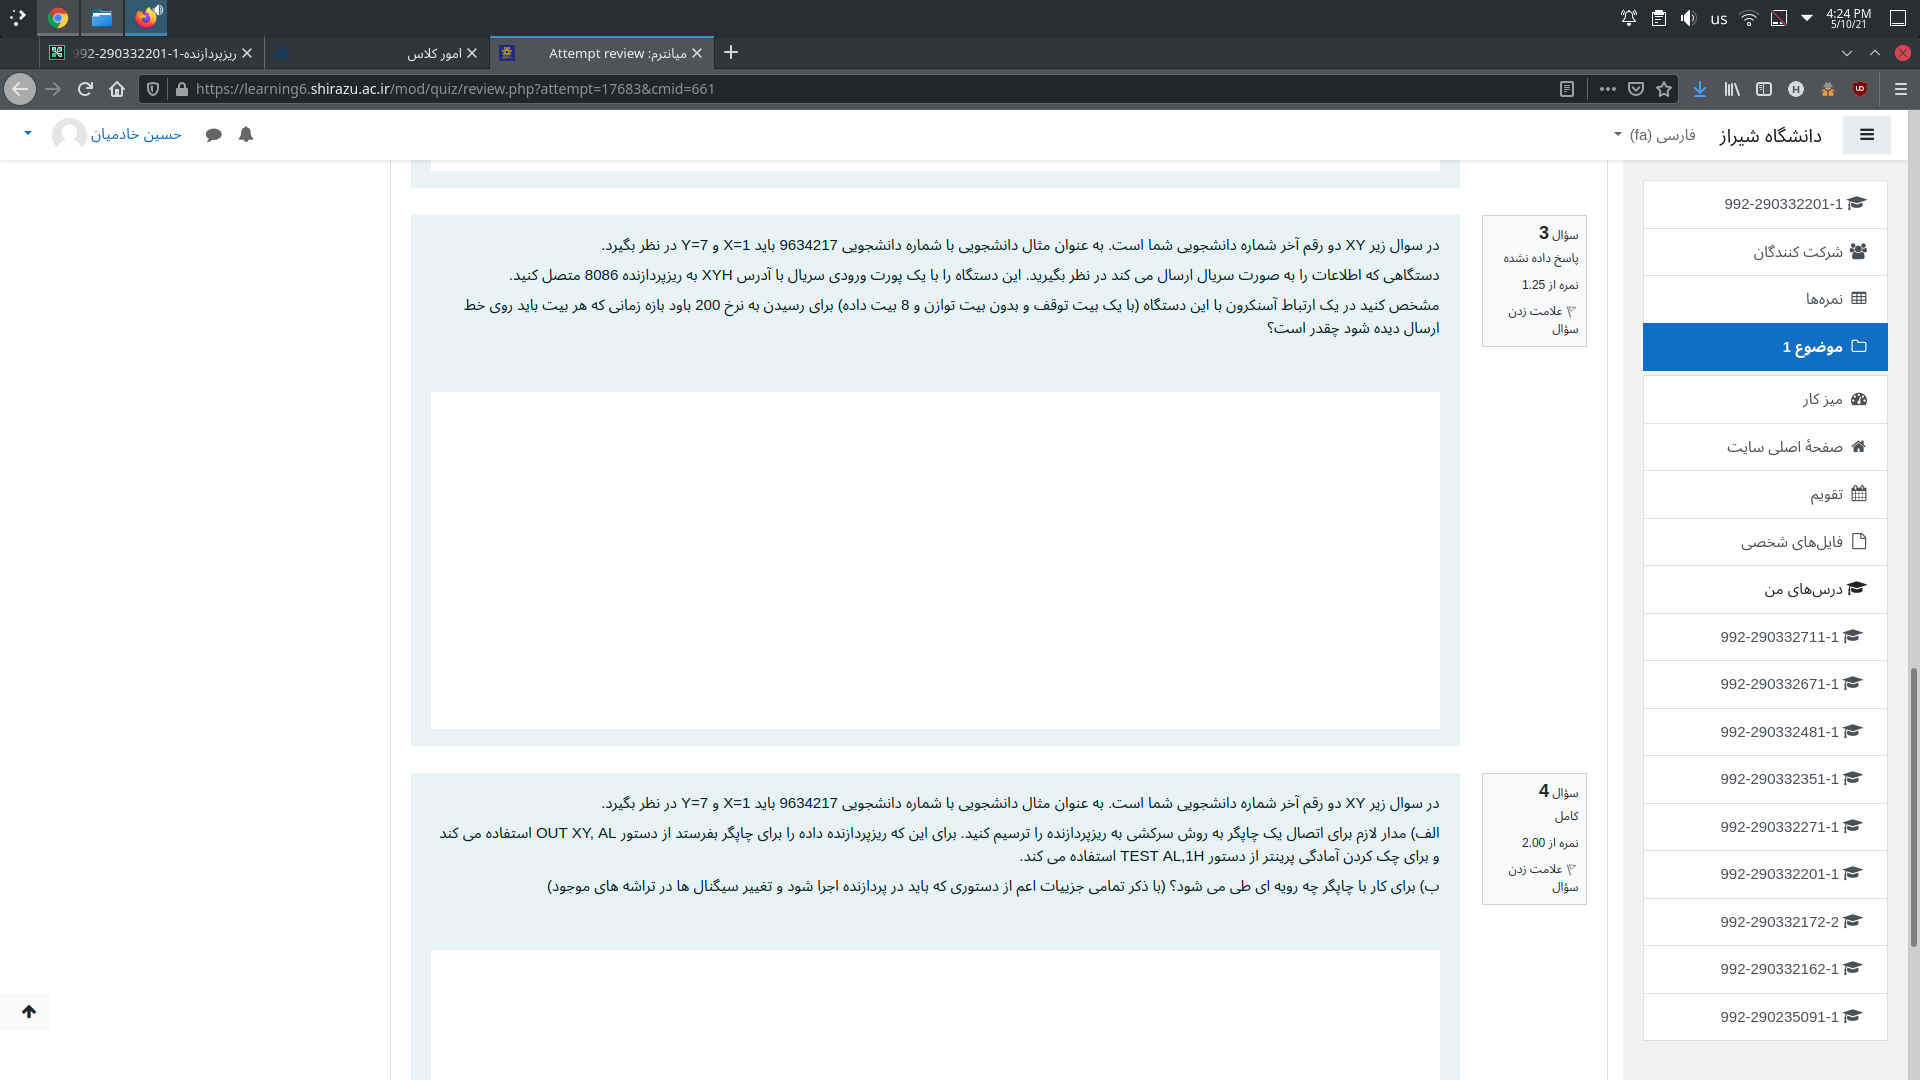 4:24 PM
5/10/21
us
ریزپردازنده-992-290332201-1
امور کلاس
میانترم: Attempt review
https://learning6.shirazu.ac.ir/mod/quiz/review.php?attempt=17683&cmid=661
دانشگاه شیراز
فارسی ‎(fa)‎
حسین خادمیان
سؤال 3
پاسخ داده نشده
نمره از 1.25
علامت زدن
سؤال
در سوال زیر XY دو رقم آخر شماره دانشجویی شما است. به عنوان مثال دانشجویی با شماره دانشجویی 9634217 باید X=1 و Y=7 در نظر بگیرد.
دستگاهی که اطلاعات را به صورت سریال ارسال می کند در نظر بگیرید. این دستگاه را با یک پورت ورودی سریال با آدرس XYH به ریزپردازنده 8086 متصل کنید.
مشخص کنید در یک ارتباط آسنکرون با این دستگاه (با یک بیت توقف و بدون بیت توازن و 8 بیت داده) برای رسیدن به نرخ 200 باود بازه زمانی که هر بیت باید روی خط
ارسال دیده شود چقدر است؟
سؤال 4
کامل
نمره از 2.00
علامت زدن
سؤال
در سوال زیر XY دو رقم آخر شماره دانشجویی شما است. به عنوان مثال دانشجویی با شماره دانشجویی 9634217 باید X=1 و Y=7 در نظر بگیرد.
الف) مدار لازم برای اتصال یک چاپگر به روش سرکشی به ریزپردازنده را ترسیم کنید. برای این که ریزپردازنده داده را برای چاپگر بفرستد از دستور OUT XY, AL استفاده می کند
و برای چک کردن آمادگی پرینتر از دستور TEST AL,1H استفاده می کند.
ب) برای کار با چاپگر چه رویه ای طی می شود؟ (با ذکر تمامی جزییات اعم از دستوری که باید در پردازنده اجرا شود و تغییر سیگنال ها در تراشه های موجود)
992-290332201-1
شرکت کنندگان
نمره‌ها
موضوع 1
میز کار
صفحهٔ اصلی سایت
تقویم
فایل‌های شخصی
درس‌های من
992-290332711-1
992-290332671-1
992-290332481-1
992-290332351-1
992-290332271-1
992-290332201-1
992-290332172-2
992-290332162-1
992-290235091-1